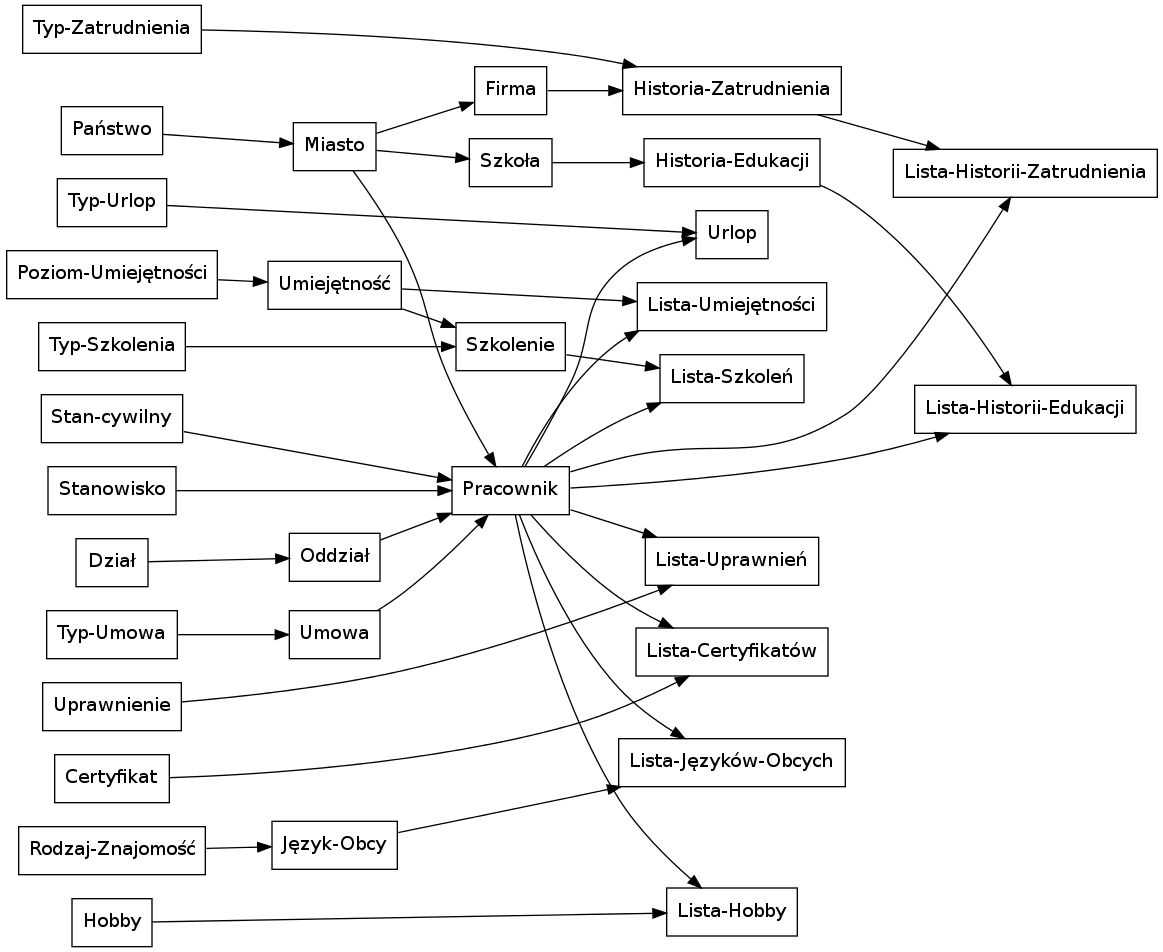 Typ-Zatrudnienia
Firma
Historia-Zatrudnienia
Państwo
Miasto
Szkoła
Historia-Edukacji
Lista-Historii-Zatrudnienia
Typ-Urlop
Urlop
Poziom-Umiejętności
Umiejętność
Lista-Umiejętności
Typ-Szkolenia
Szkolenie
Lista-Szkoleń
Stan-cywilny
Lista-Historii-Edukacji
Stanowisko
Pracownik
Dział
Oddział
Lista-Uprawnień
Typ-Umowa
Umowa
Lista-Certyfikatów
Uprawnienie
Certyfikat
Lista-Języków-Obcych
Rodzaj-Znajomość
Język-Obcy
Hobby
Lista-Hobby